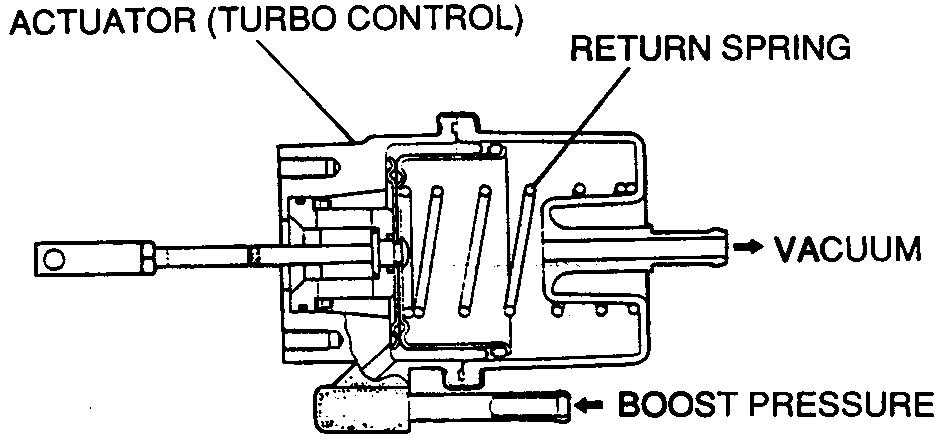 ACTUATOR (TURBO CONTROL)
RETURN SPRING
VACUUM
BOOST PRESSURE